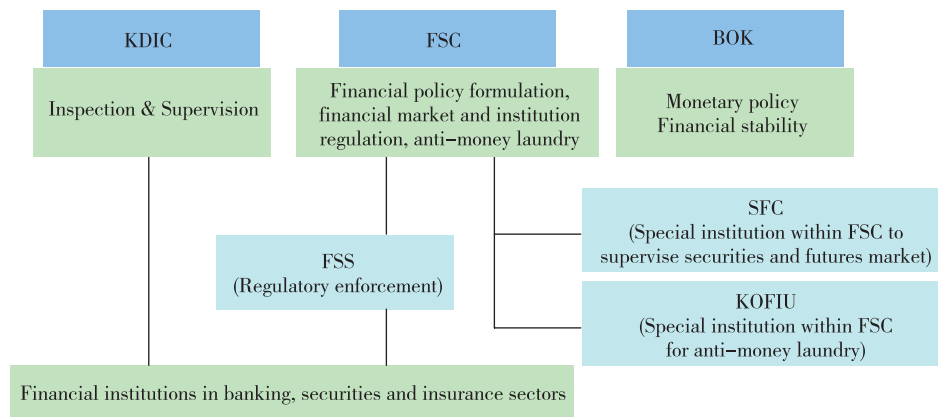 KDIC
Inspection & Supervision
FSC
Financial policy formulation,
financial market and institution
regulation, anti-money laundry
BOK
Monetary policy
Financial stability
SFC
(Special institution within FSC to
supervise securities and futures market)
FSS
(Regulatory enforcement)
KOFIU
(Special institution within FSC
for anti-money laundry)
Financial institutions in banking, securities and insurance sectors